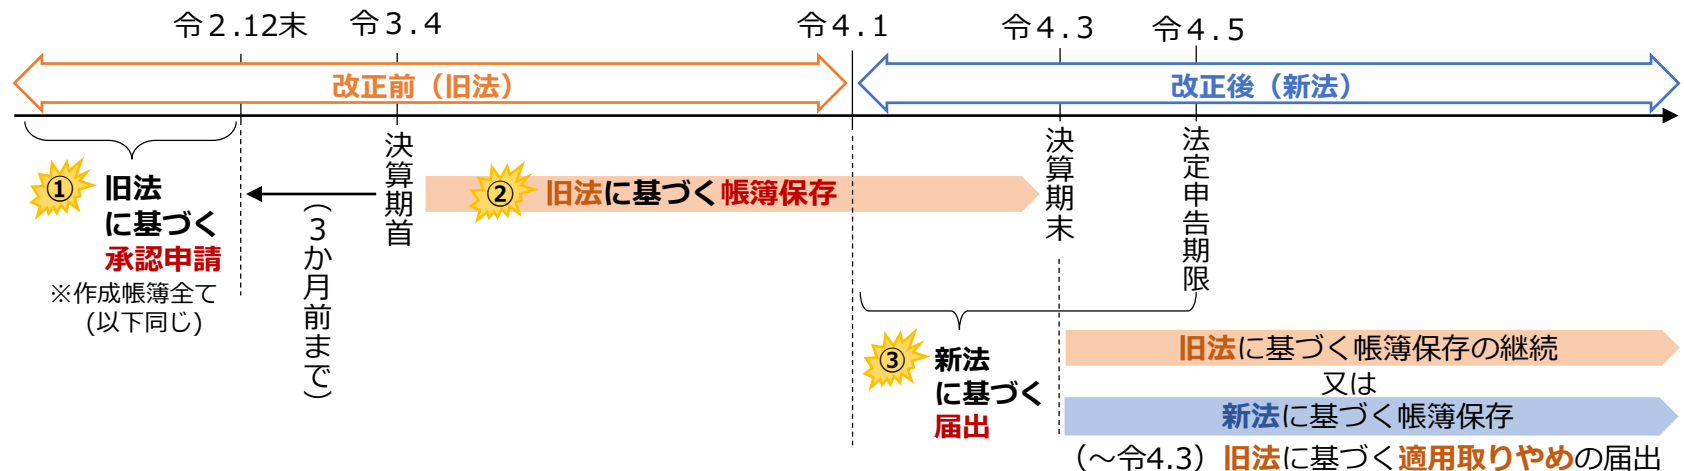 令２.12末
令３.４
令４.１
令４.３
令４.５
改正前（旧法）
改正後（新法）
①
旧法
に基づく
承認申請
※作成帳簿全て
(以下同じ)
（３か月前まで）
決算期首
② 旧法に基づく帳簿保存
決算期末
法定申告期限
③
新法
に基づく
届出
旧法に基づく帳簿保存の継続
又は
新法に基づく帳簿保存
（～令4.3）旧法に基づく適用取りやめの届出